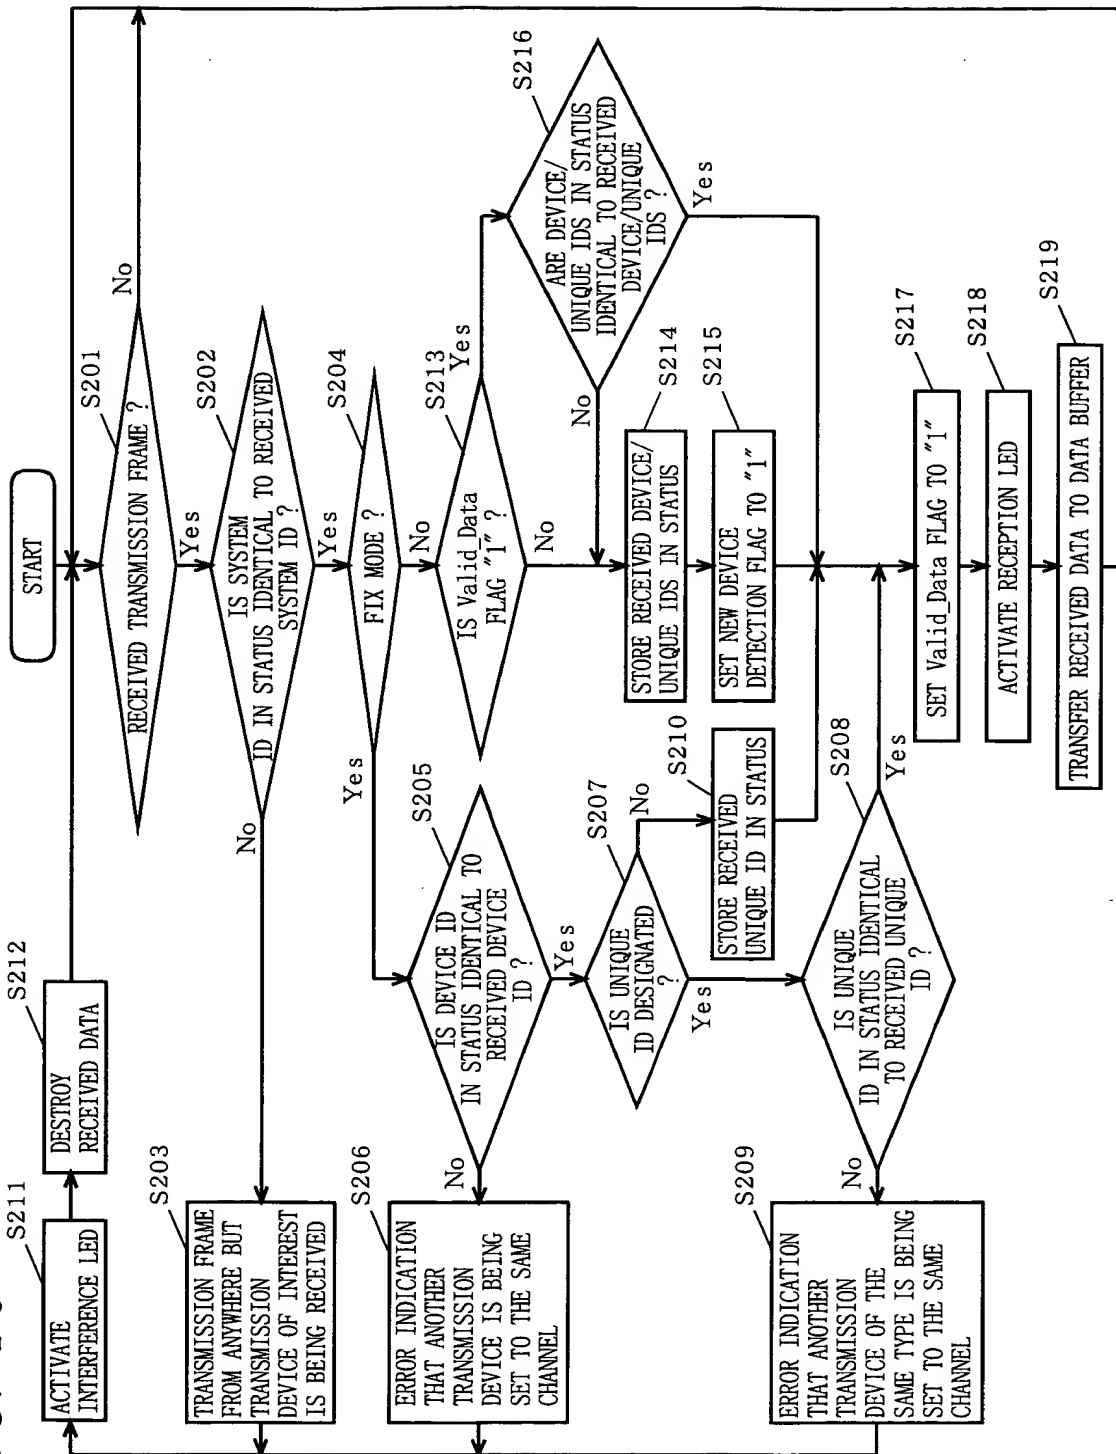 START
RECEIVED TRANSMISSION FRAME ?
S201
No
Yes
IS SYSTEM
ID IN STATUS IDENTICAL TO RECEIVED
SYSTEM ID ?
S202
No
Yes
FIX MODE ?
S204
Yes
No
IS Valid_Data
FLAG "1" ?
S213
Yes
No
ARE DEVICE/
UNIQUE IDS IN STATUS
IDENTICAL TO RECEIVED
DEVICE/UNIQUE
IDS ?
S216
No
Yes
STORE RECEIVED DEVICE/
UNIQUE IDS IN STATUS
S214
SET NEW DEVICE
DETECTION FLAG TO "1"
S215
SET Valid_Data FLAG TO "1"
S217
ACTIVATE RECEPTION LED
S218
TRANSFER RECEIVED DATA TO DATA BUFFER
S219
IS DEVICE ID
IN STATUS IDENTICAL TO
RECEIVED DEVICE
ID ?
S205
No
Yes
IS UNIQUE
ID DESIGNATED
?
S207
No
Yes
STORE RECEIVED
UNIQUE ID IN STATUS
S210
IS UNIQUE
ID IN STATUS IDENTICAL
TO RECEIVED UNIQUE
ID ?
S208
No
Yes
ACTIVATE
INTERFERENCE LED
S211
DESTROY
RECEIVED DATA
S212
TRANSMISSION FRAME
FROM ANYWHERE BUT
TRANSMISSION
DEVICE OF INTEREST
IS BEING RECEIVED
S203
ERROR INDICATION
THAT ANOTHER
TRANSMISSION
DEVICE IS BEING
SET TO THE SAME
CHANNEL
S206
ERROR INDICATION
THAT ANOTHER
TRANSMISSION
DEVICE OF THE
SAME TYPE IS BEING
SET TO THE SAME
CHANNEL
S209